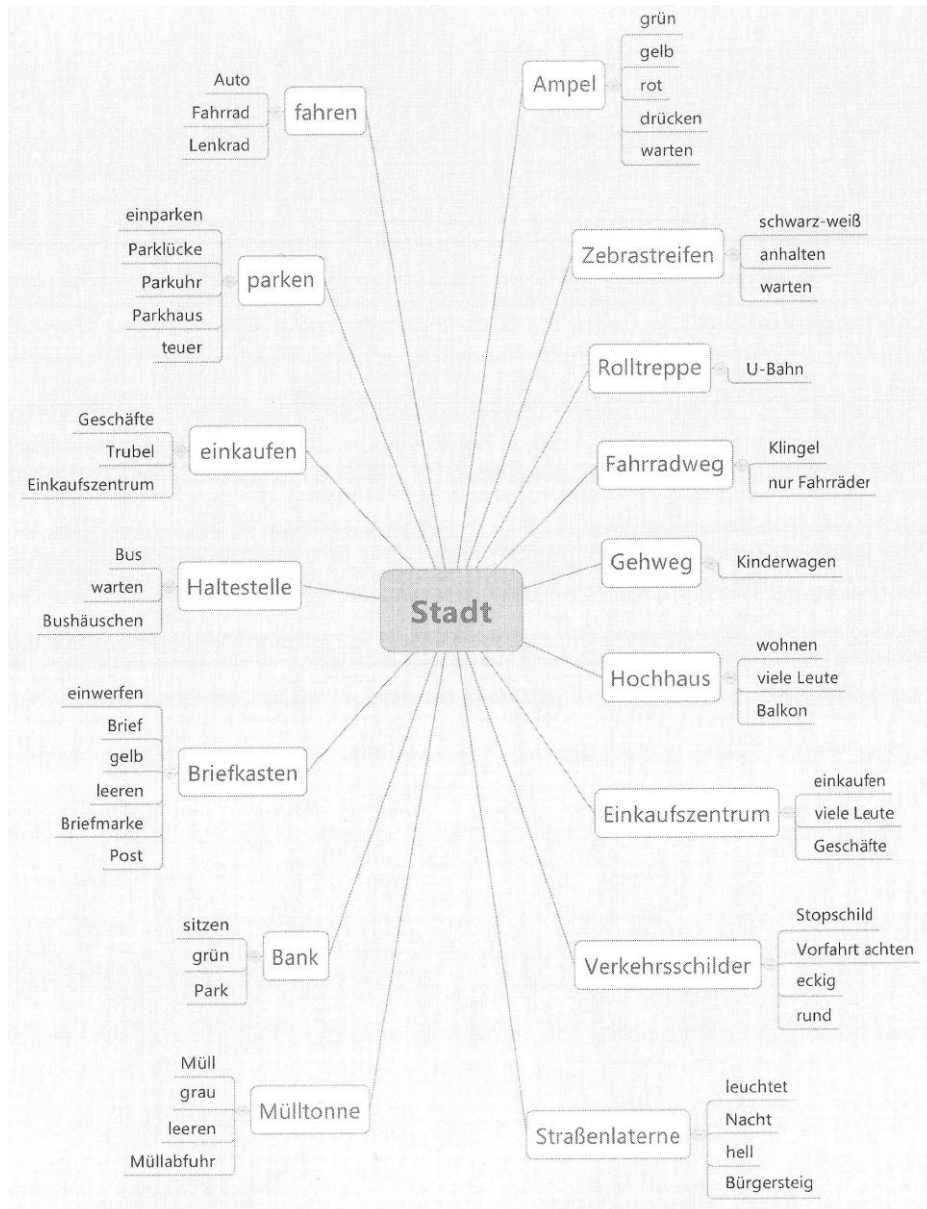 Stadt
fahren
Auto
Fahrrad
Lenkrad
parken
einparken
Parklücke
Parkuhr
Parkhaus
teuer
einkaufen
Geschäfte
Trubel
Einkaufszentrum
Haltestelle
Bus
warten
Bushäuschen
Briefkasten
einwerfen
Brief
gelb
leeren
Briefmarke
Post
Bank
sitzen
grün
Park
Mülltonne
Müll
grau
leeren
Müllabfuhr
Ampel
grün
gelb
rot
drücken
warten
Zebrastreifen
schwarz-weiß
anhalten
warten
Rolltreppe
U-Bahn
Fahrradweg
Klingel
nur Fahrräder
Gehweg
Kinderwagen
Hochhaus
wohnen
viele Leute
Balkon
Einkaufszentrum
einkaufen
viele Leute
Geschäfte
Verkehrsschilder
Stopschild
Vorfahrt achten
eckig
rund
Straßenlaterne
leuchtet
Nacht
hell
Bürgersteig